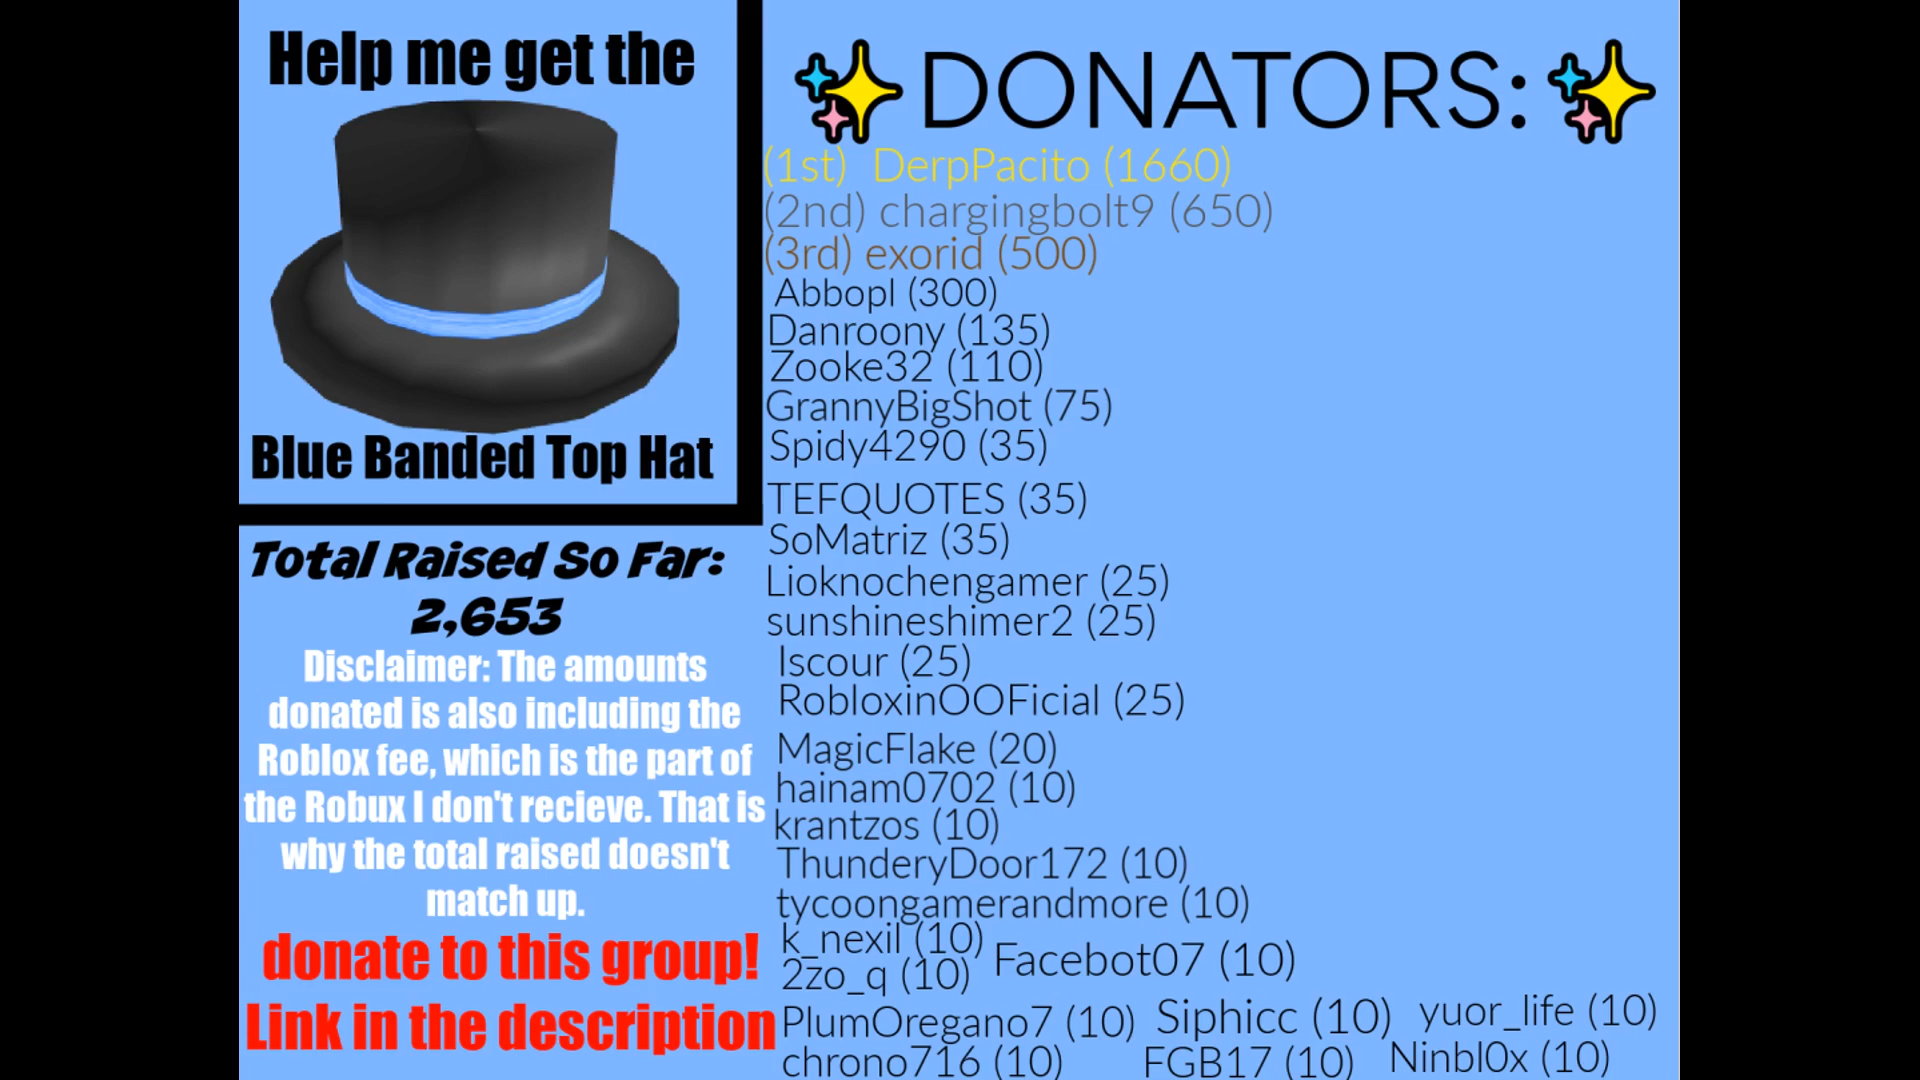 Help me get the
Blue Banded Top Hat
Total Raised So Far:
2,653
Disclaimer: The amounts
donated is also including the
Roblox fee, which is the part of
the Robux I don't recieve. That is
why the total raised doesn't
match up.
donate to this group!
Link in the description
✨DONATORS:✨
(1st) DerpPacito (1660)
(2nd) chargingbolt9 (650)
(3rd) exorid (500)
Abbopl (300)
Danroony (135)
Zooke32 (110)
GrannyBigShot (75)
Spidy4290 (35)
TEFQUOTES (35)
SoMatriz (35)
Lioknochengamer (25)
sunshineshimer2 (25)
Iscour (25)
RobloxinOOFicial (25)
MagicFlake (20)
hainam0702 (10)
krantzos (10)
ThunderyDoor172 (10)
tycoongamerandmore (10)
k_nexil (10)
2zo_q (10) Facebot07 (10)
PlumOregano7 (10) Siphicc (10) yuor_life (10)
chrono716 (10) FGB17 (10) Ninbl0x (10)